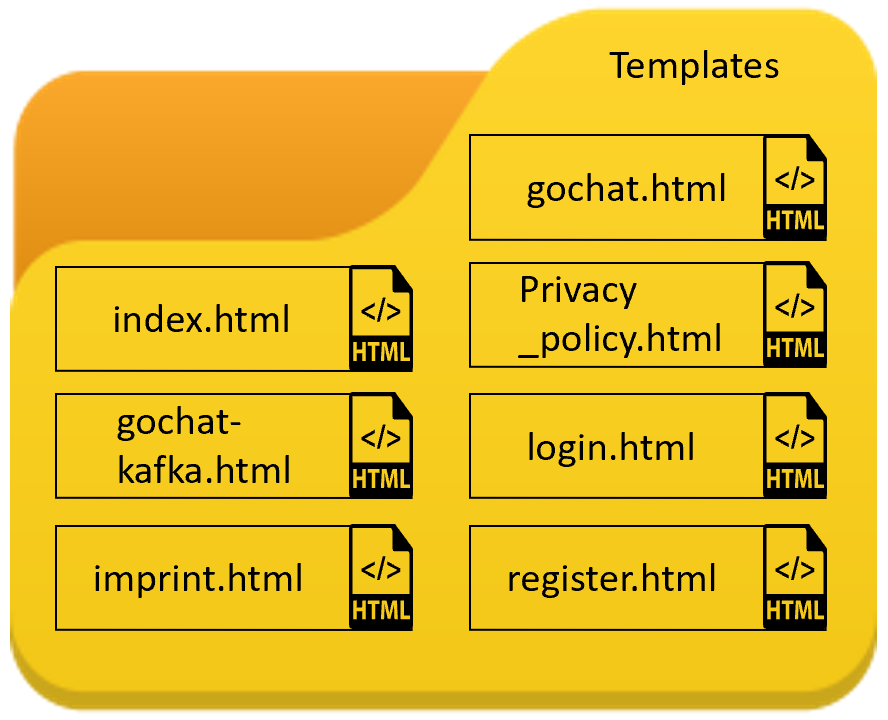 Templates
gochat.html
</>
HTML
index.html
</>
HTML
Privacy
_policy.html
</>
HTML
gochat-
kafka.html
</>
HTML
login.html
</>
HTML
imprint.html
</>
HTML
register.html
</>
HTML